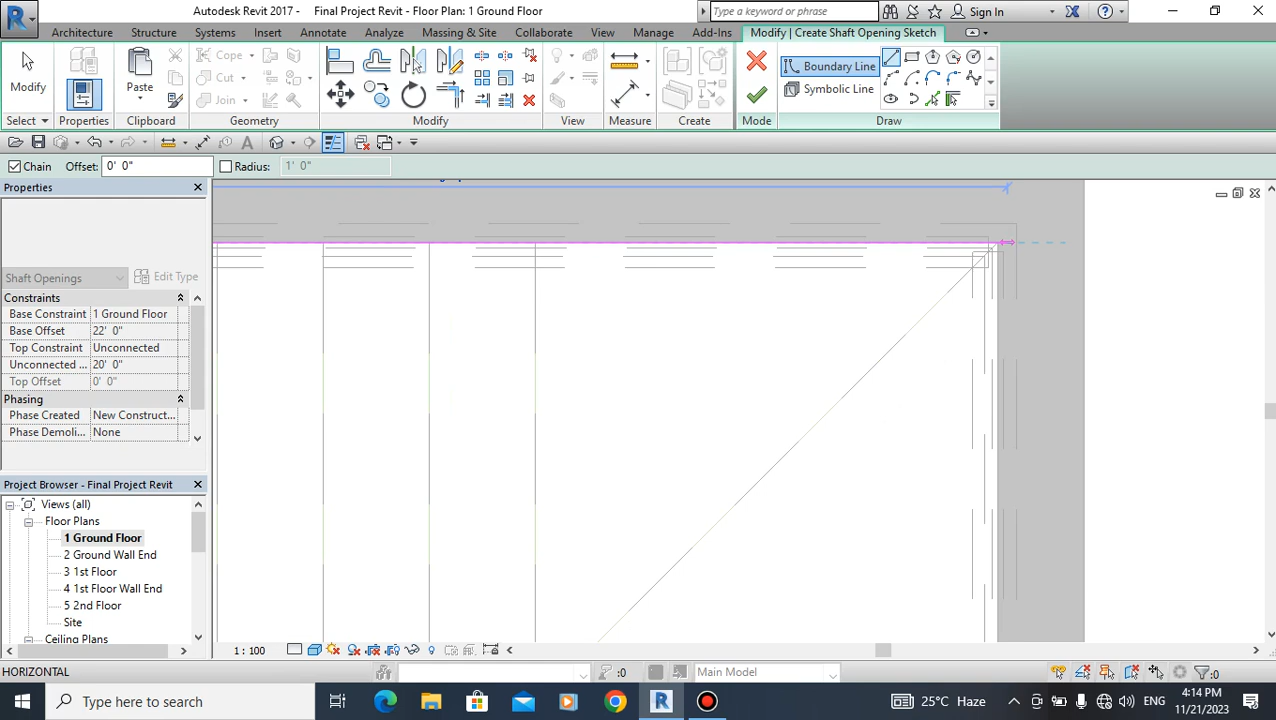 Autodesk Revit 2017 - Final Project Revit - Floor Plan: 1 Ground Floor
Type a keyword or phrase
Sign In
Architecture Structure Systems Insert Annotate Analyze Massing & Site Collaborate View Manage Add-Ins Modify | Create Shaft Opening Sketch
Modify
Paste
Cope
Cut
Join
Boundary Line
Symbolic Line
Select Properties Clipboard Geometry Modify View Measure Create Mode Draw
Chain Offset: 0' 0" Radius: 1' 0"
Properties
Shaft Openings Edit Type
Constraints
Base Constraint 1 Ground Floor
Base Offset 22' 0"
Top Constraint Unconnected
Unconnected ... 20' 0"
Top Offset 0' 0"
Phasing
Phase Created New Construct...
Phase Demoli... None
Project Browser - Final Project Revit
Views (all)
Floor Plans
1 Ground Floor
2 Ground Wall End
3 1st Floor
4 1st Floor Wall End
5 2nd Floor
Site
Ceiling Plans
1 : 100
HORIZONTAL
:0
Main Model
:0
Type here to search
25°C Haze
ENG
4:14 PM
11/21/2023